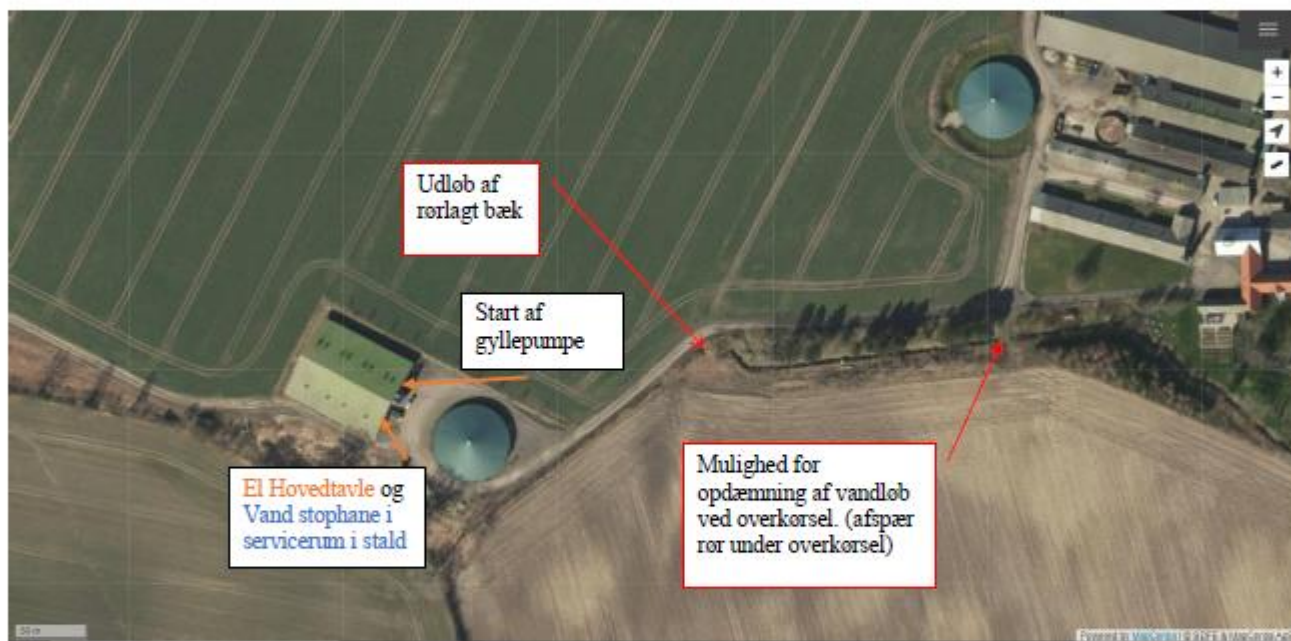 Udløb af
rørlagt bæk
Start af
gyllepumpe
El Hovedtavle og
Vand stophane i
servicerum i stald
Mulighed for
opdæmning af vandløb
ved overkørsel. (afspær
rør under overkørsel)